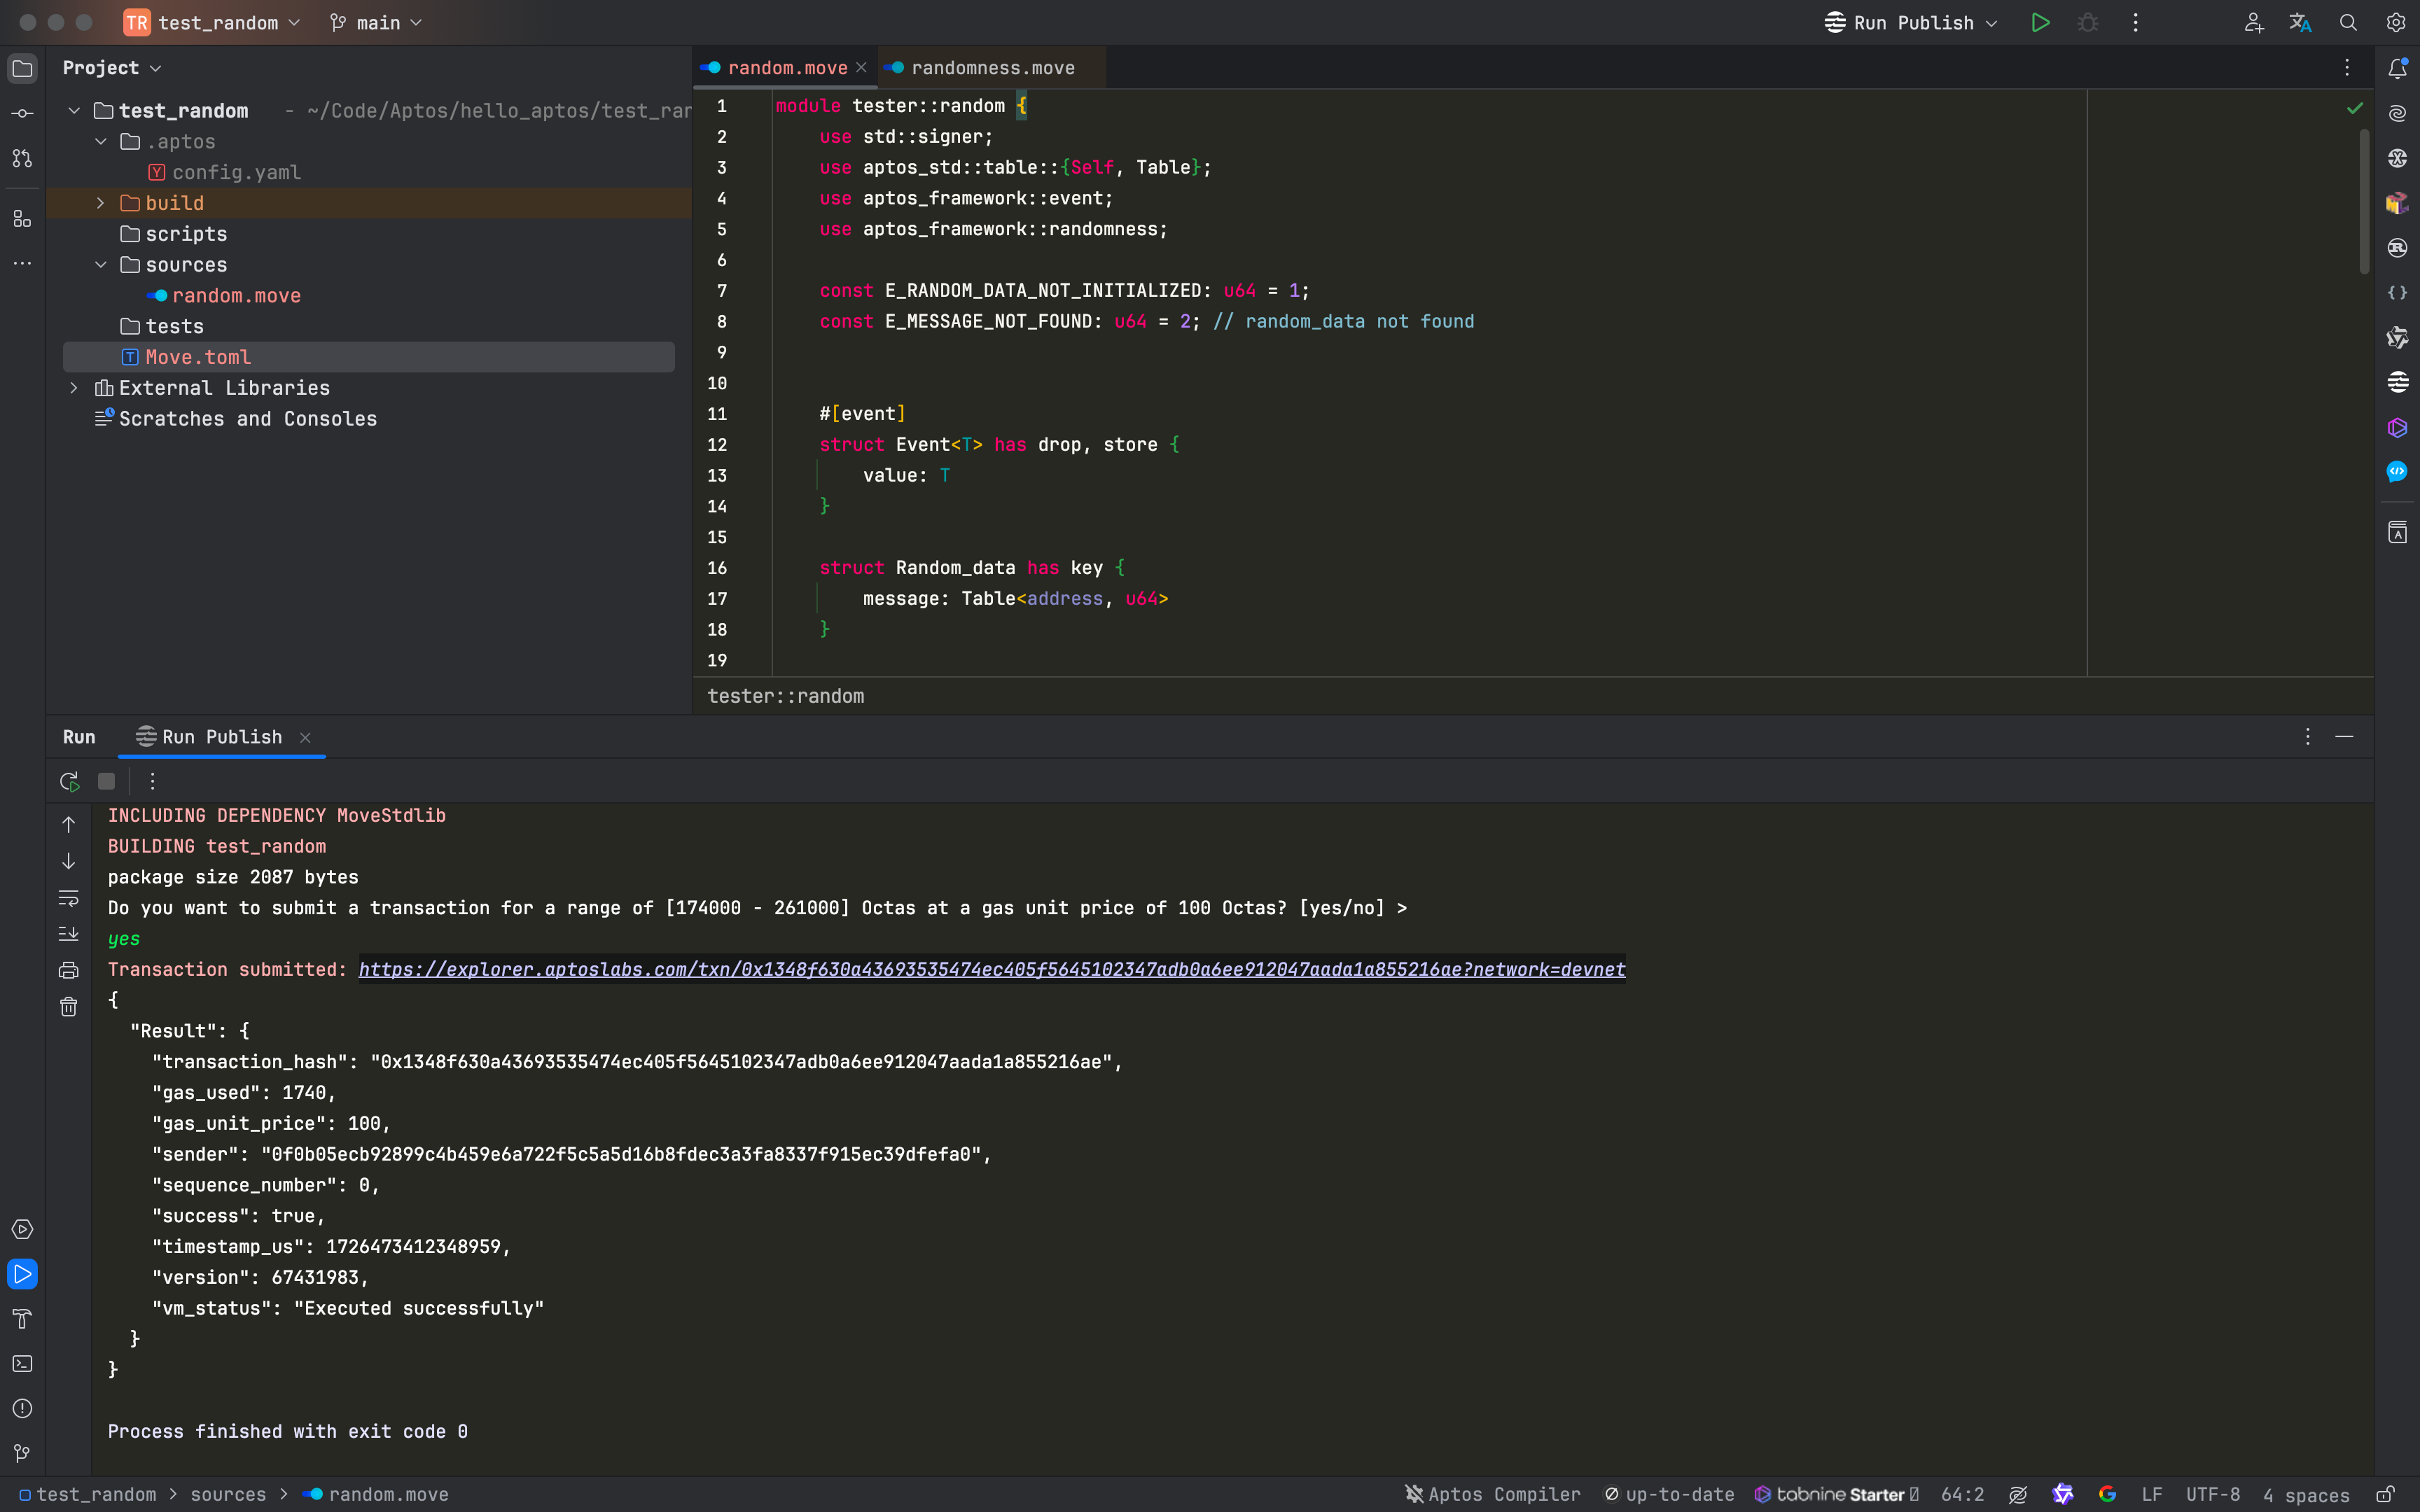 TR test_random main Run Publish
Project
test_random - ~/Code/Aptos/hello_aptos/test_rar
.aptos
Y config.yaml
build
scripts
sources
random.move
tests
T Move.toml
External Libraries
Scratches and Consoles
random.move randomness.move
1 module tester::random {
2 use std::signer;
3 use aptos_std::table::{Self, Table};
4 use aptos_framework::event;
5 use aptos_framework::randomness;
6
7 const E_RANDOM_DATA_NOT_INITIALIZED: u64 = 1;
8 const E_MESSAGE_NOT_FOUND: u64 = 2; // random_data not found
9
10
11 #[event]
12 struct Event<T> has drop, store {
13 value: T
14 }
15
16 struct Random_data has key {
17 message: Table<address, u64>
18 }
19
tester::random
Run Run Publish
INCLUDING DEPENDENCY MoveStdlib
BUILDING test_random
package size 2087 bytes
Do you want to submit a transaction for a range of [174000 - 261000] Octas at a gas unit price of 100 Octas? [yes/no] >
yes
Transaction submitted: https://explorer.aptoslabs.com/txn/0x1348f630a43693535474ec405f5645102347adb0a6ee912047aada1a855216ae?network=devnet
{
"Result": {
"transaction_hash": "0x1348f630a43693535474ec405f5645102347adb0a6ee912047aada1a855216ae",
"gas_used": 1740,
"gas_unit_price": 100,
"sender": "0f0b05ecb92899c4b459e6a722f5c5a5d16b8fdec3a3fa8337f915ec39dfefa0",
"sequence_number": 0,
"success": true,
"timestamp_us": 1726473412348959,
"version": 67431983,
"vm_status": "Executed successfully"
}
}
Process finished with exit code 0
test_random > sources > random.move Aptos Compiler up-to-date tabnine Starter 64:2 LF UTF-8 4 spaces